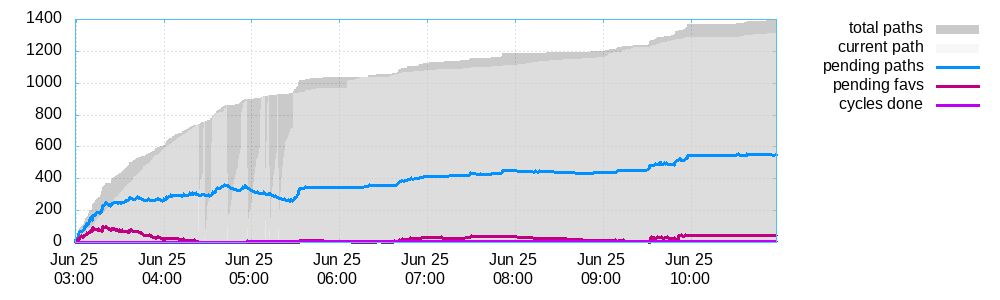 1400
1200
1000
800
600
400
200
0
Jun 25 Jun 25 Jun 25 Jun 25 Jun 25 Jun 25 Jun 25 Jun 25
03:00 04:00 05:00 06:00 07:00 08:00 09:00 10:00
total paths
current path
pending paths
pending favs
cycles done